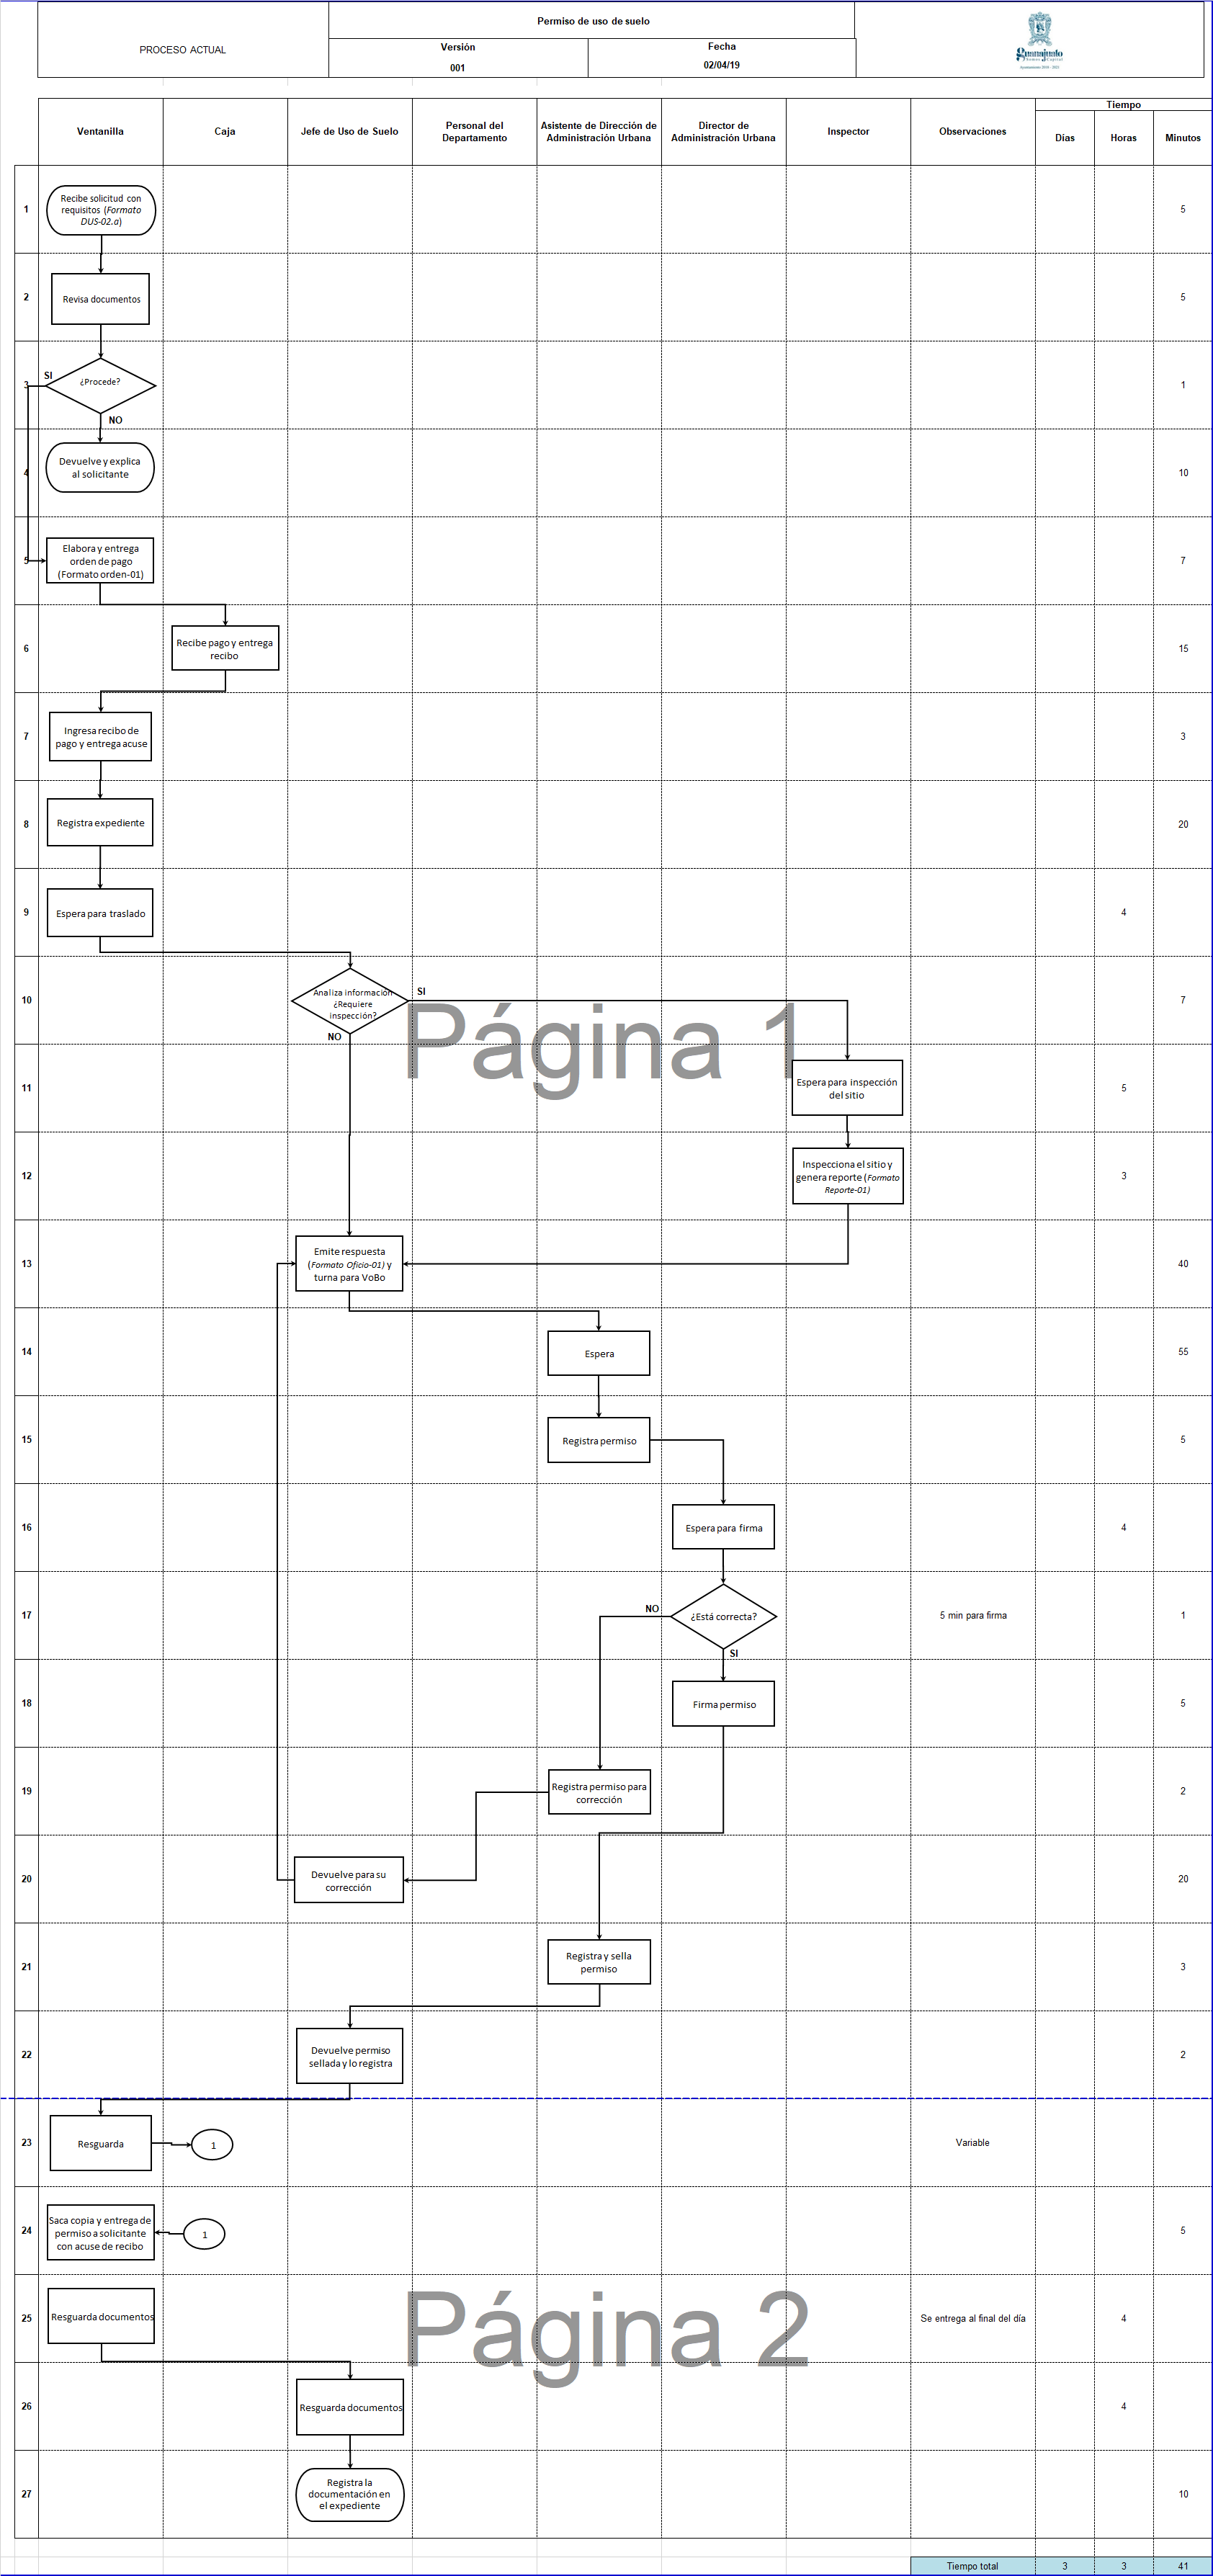 Permiso de uso de suelo
PROCESO ACTUAL
Versión
Fecha
001
02/04/19
Guanajuato
Somos Capital
Ayuntamiento 2018 - 2021
Tiempo
Ventanilla
Caja
Jefe de Uso de Suelo
Personal del
Departamento
Asistente de Dirección de
Administración Urbana
Director de
Administración Urbana
Inspector
Observaciones
Días
Horas
Minutos
1
Recibe solicitud con
requisitos (Formato
DUS-02.a)
5
2
Revisa documentos
5
3
SI
¿Procede?
NO
1
4
Devuelve y explica
al solicitante
10
5
Elabora y entrega
orden de pago
(Formato orden-01)
7
6
Recibe pago y entrega
recibo
15
7
Ingresa recibo de
pago y entrega acuse
3
8
Registra expediente
20
9
Espera para traslado
4
10
Analiza información
¿Requiere
inspección?
SI
NO
7
Página 1
11
Espera para inspección
del sitio
5
12
Inspecciona el sitio y
genera reporte (Formato
Reporte-01)
3
13
Emite respuesta
(Formato Oficio-01) y
turna para VoBo
40
14
Espera
55
15
Registra permiso
5
16
Espera para firma
4
17
NO
¿Está correcta?
SI
5 min para firma
1
18
Firma permiso
5
19
Registra permiso para
corrección
2
20
Devuelve para su
corrección
20
21
Registra y sella
permiso
3
22
Devuelve permiso
sellada y lo registra
2
23
Resguarda
1
Variable
24
Saca copia y entrega de
permiso a solicitante
con acuse de recibo
1
5
25
Resguarda documentos
Se entrega al final del día
4
Página 2
26
Resguarda documentos
4
27
Registra la
documentación en
el expediente
10
Tiempo total
3
3
41